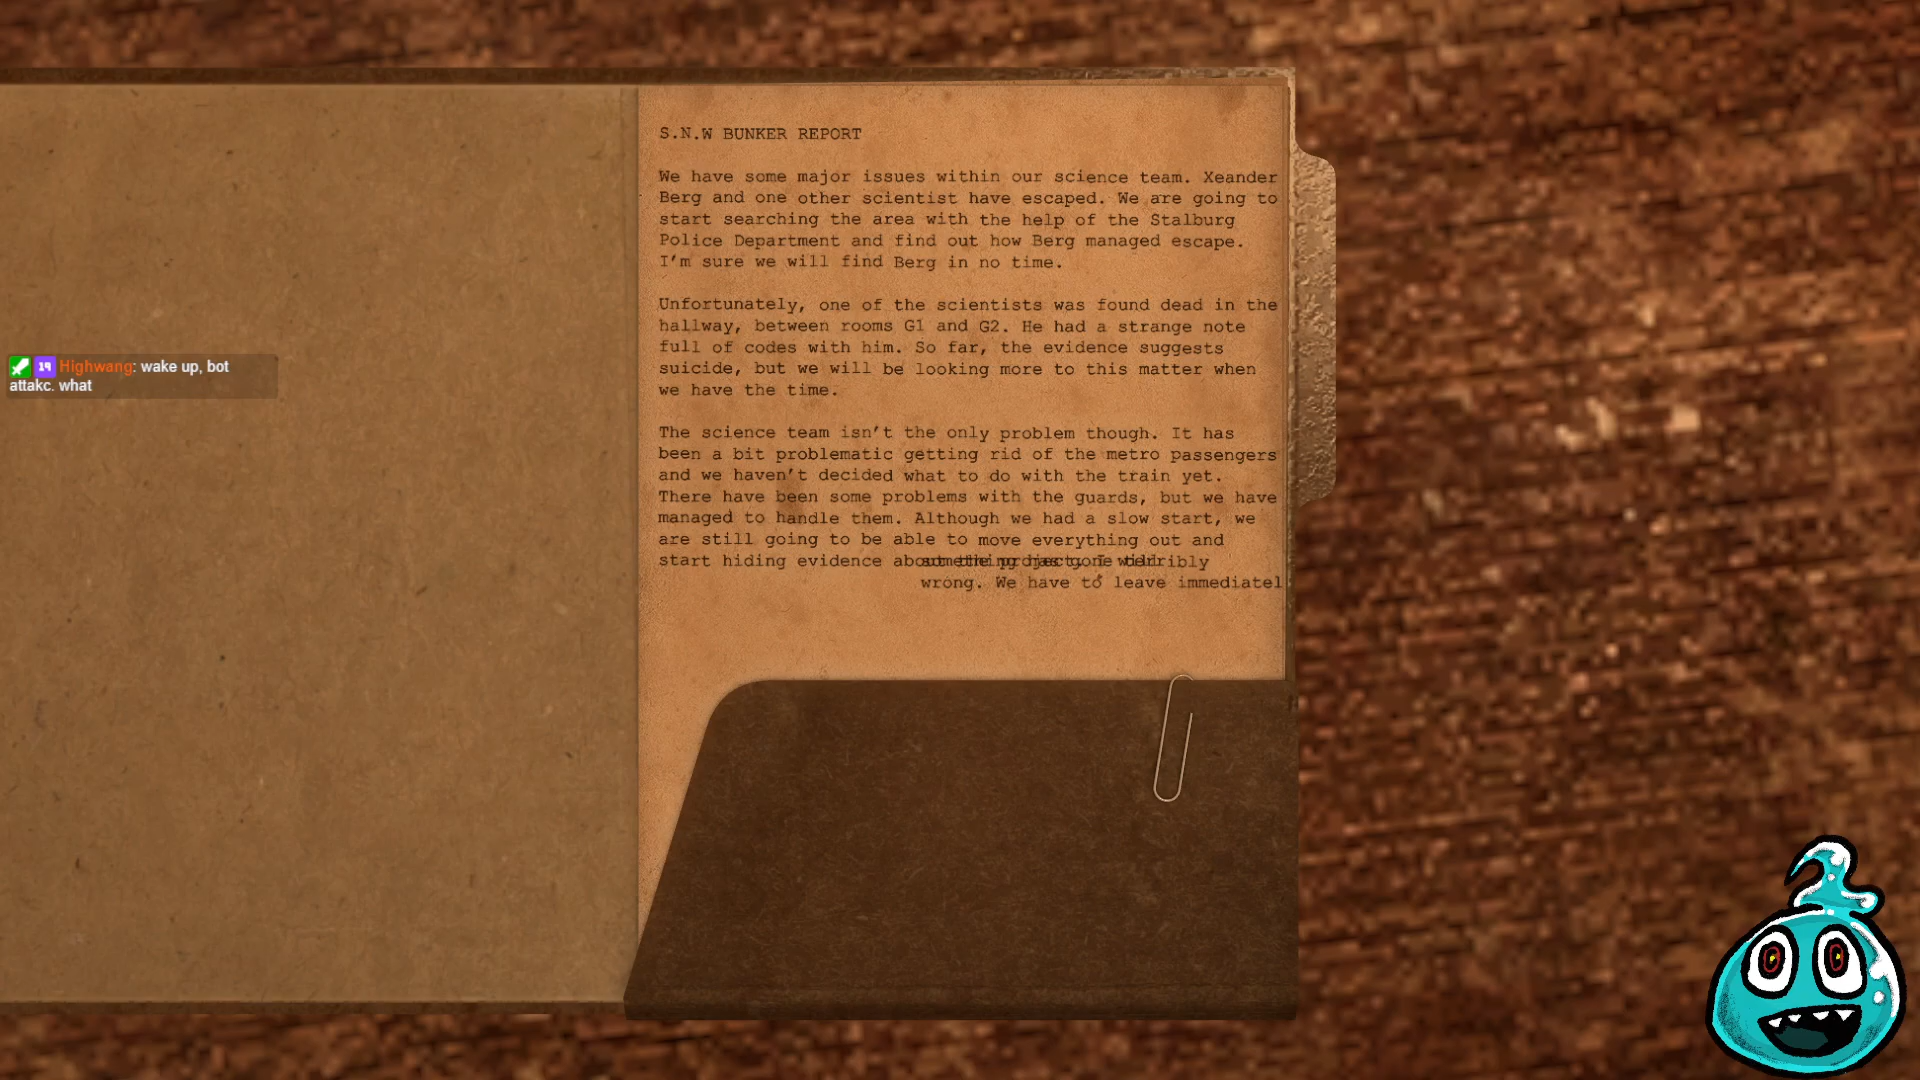 S.N.W BUNKER REPORT
We have some major issues within our science team. Xeander
Berg and one other scientist have escaped. We are going to
start searching the area with the help of the Stalburg
Police Department and find out how Berg managed escape.
I'm sure we will find Berg in no time.
Unfortunately, one of the scientists was found dead in the
hallway, between rooms G1 and G2. He had a strange note
full of codes with him. So far, the evidence suggests
suicide, but we will be looking more to this matter when
we have the time.
The science team isn't the only problem though. It has
been a bit problematic getting rid of the metro passengers
and we haven't decided what to do with the train yet.
There have been some problems with the guards, but we have
managed to handle them. Although we had a slow start, we
are still going to be able to move everything out and
start hiding evidence about the project. I will
something has gone terribly
wrong. We have to leave immediatel
19 Highwang: wake up, bot
attakc. what